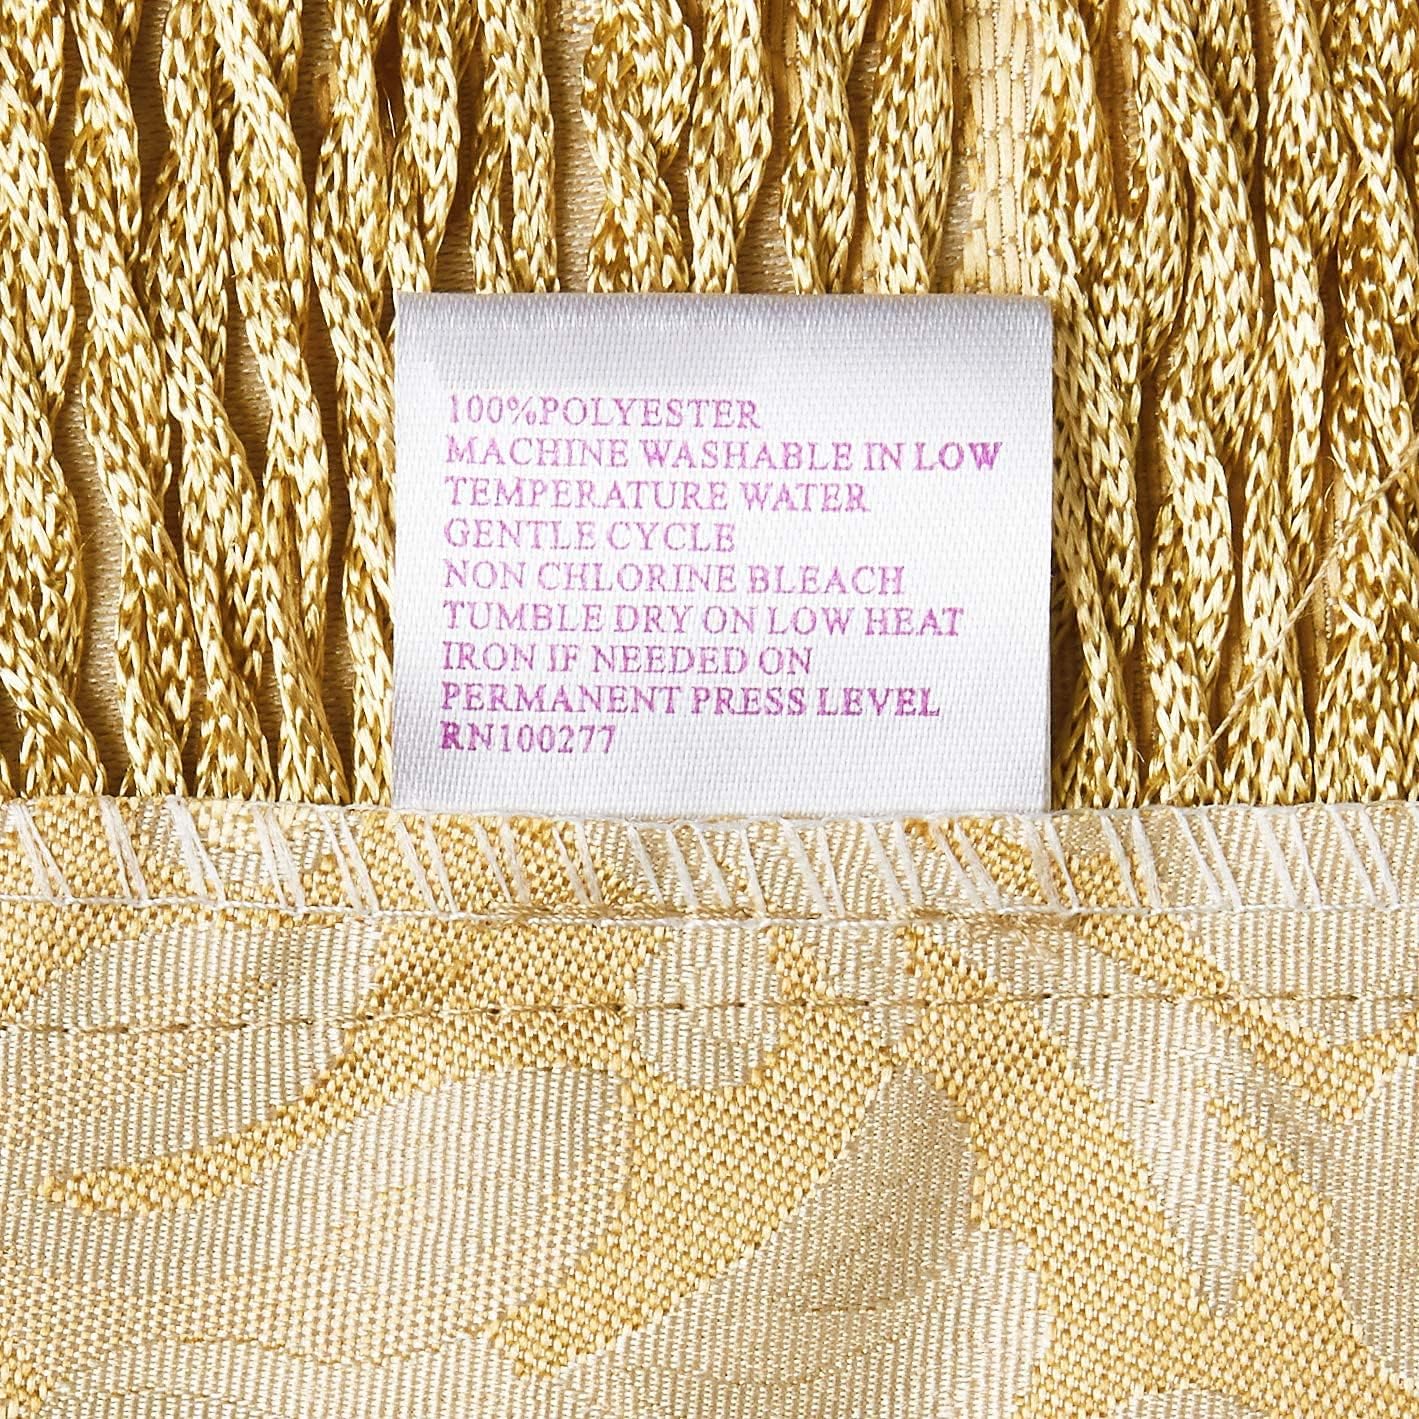 100%POLYESTER
MACHINE WASHABLE IN LOW
TEMPERATURE WATER
GENTLE CYCLE
NON CHLORINE BLEACH
TUMBLE DRY ON LOW HEAT
IRON IF NEEDED ON
PERMANENT PRESS LEVEL
RN100277